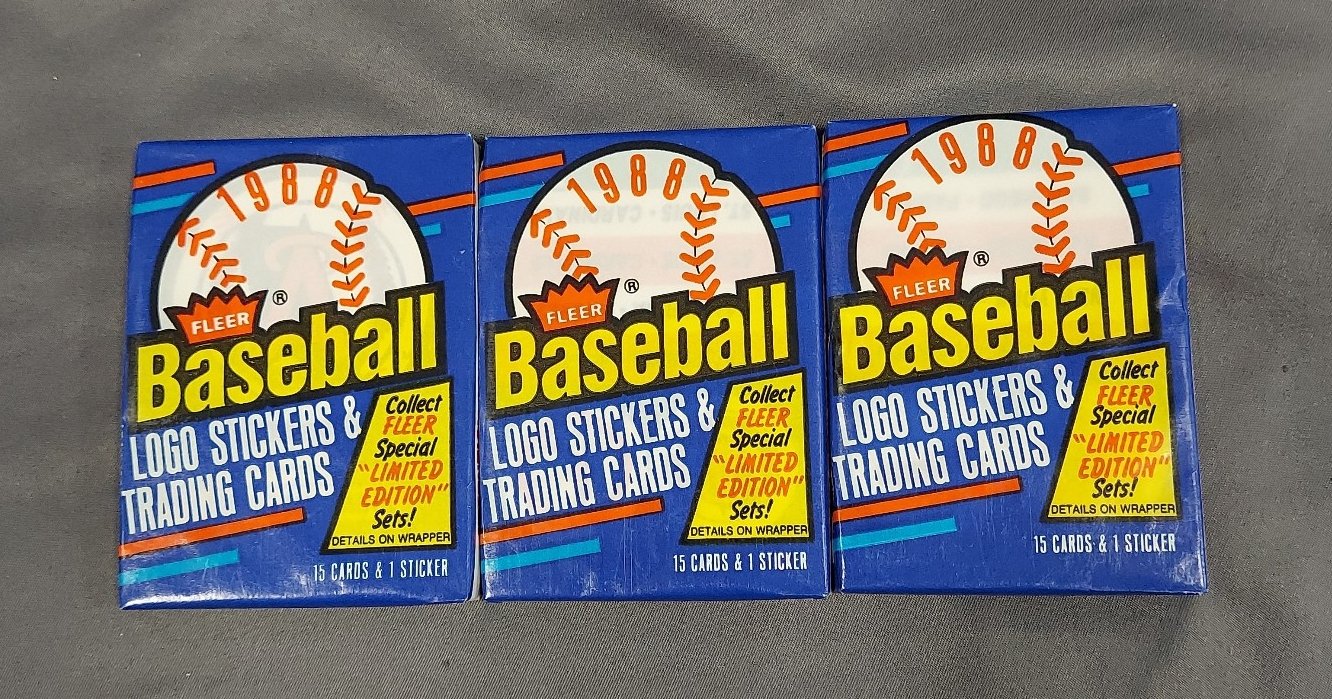 1988
FLEER ®
Baseball
LOGO STICKERS &
TRADING CARDS
Collect
FLEER
Special
"LIMITED
EDITION"
Sets!
DETAILS ON WRAPPER
15 CARDS & 1 STICKER
1988
FLEER ®
Baseball
LOGO STICKERS &
TRADING CARDS
Collect
FLEER
Special
"LIMITED
EDITION"
Sets!
DETAILS ON WRAPPER
15 CARDS & 1 STICKER
1988
FLEER ®
Baseball
LOGO STICKERS &
TRADING CARDS
Collect
FLEER
Special
"LIMITED
EDITION"
Sets!
DETAILS ON WRAPPER
15 CARDS & 1 STICKER